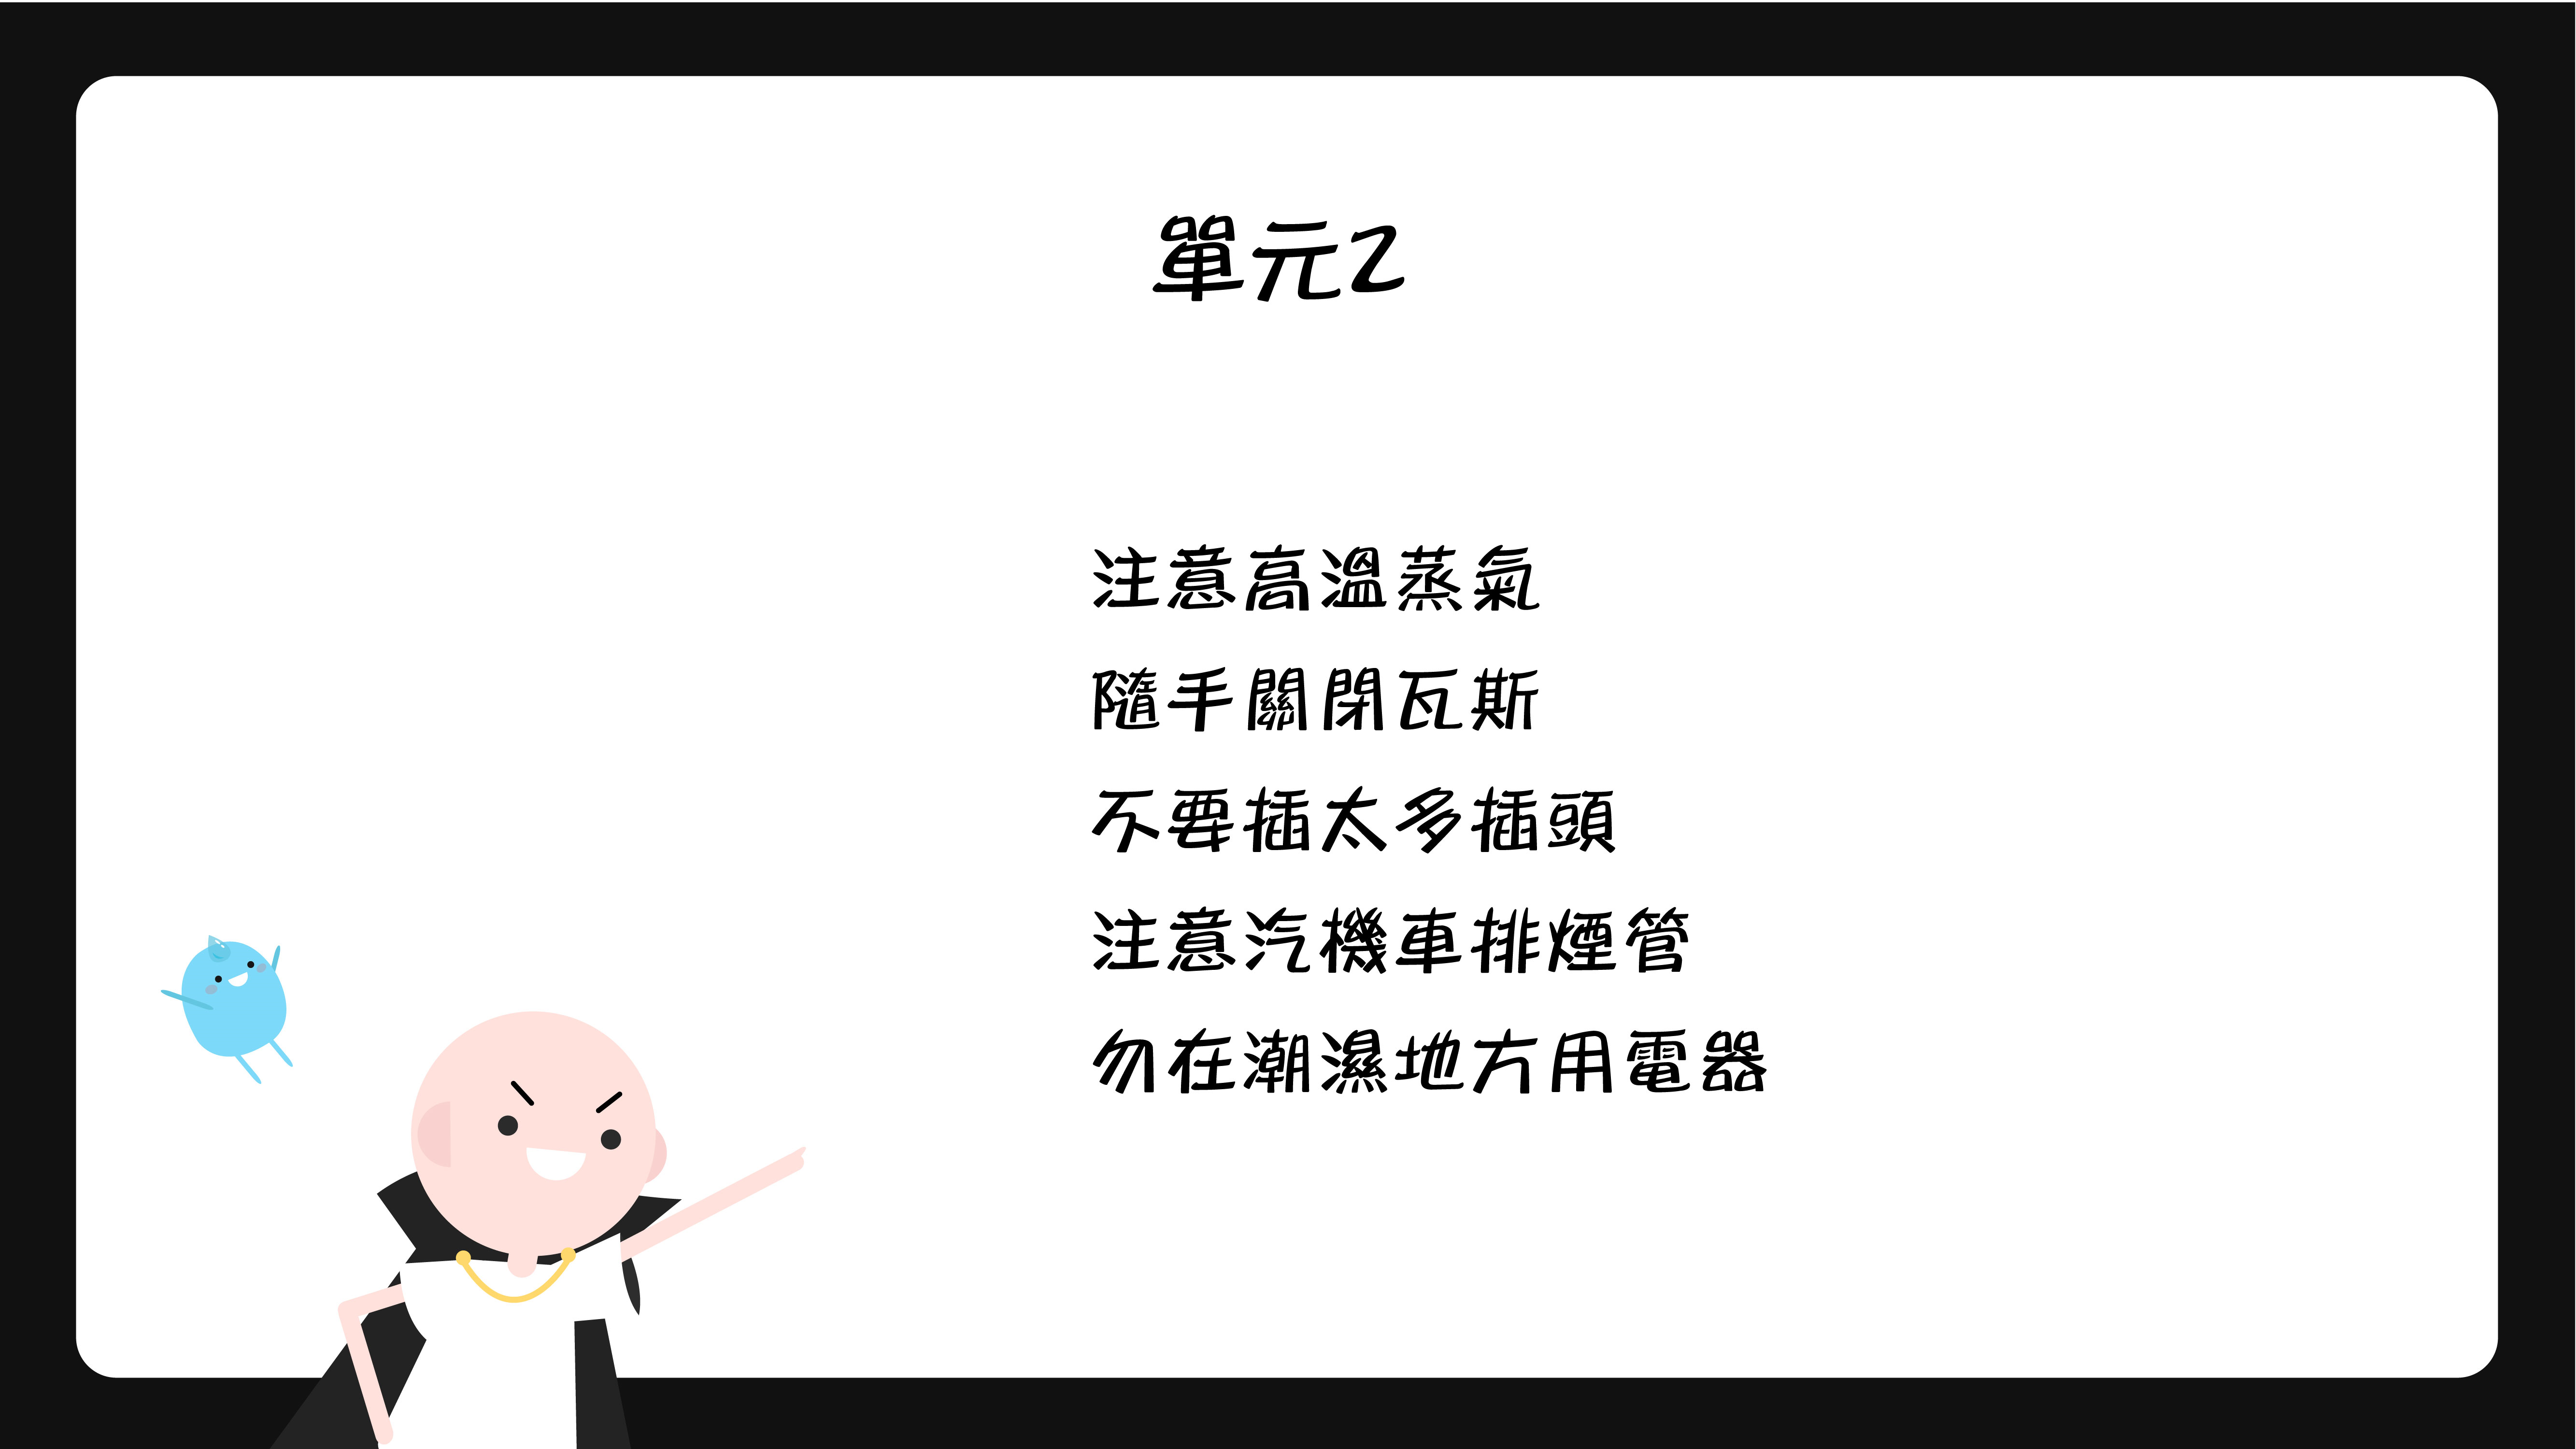 單元2
注意高溫蒸氣
隨手關閉瓦斯
不要插太多插頭
注意汽機車排煙管
勿在潮濕地方用電器